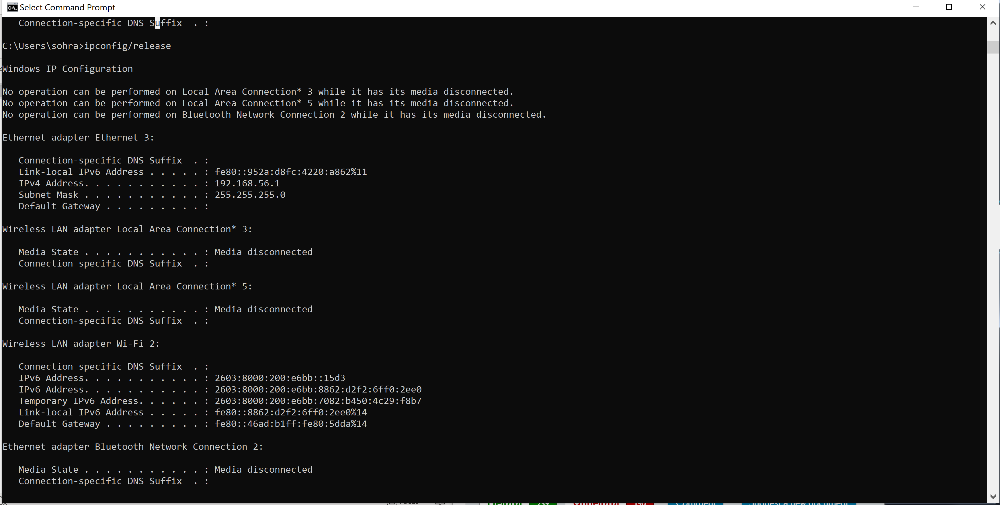 Select Command Prompt
Connection-specific DNS Suffix  . :
C:\Users\sohra>ipconfig/release
Windows IP Configuration
No operation can be performed on Local Area Connection* 3 while it has its media disconnected.
No operation can be performed on Local Area Connection* 5 while it has its media disconnected.
No operation can be performed on Bluetooth Network Connection 2 while it has its media disconnected.
Ethernet adapter Ethernet 3:
Connection-specific DNS Suffix  . :
Link-local IPv6 Address . . . . . : fe80::952a:d8fc:4220:a862%11
IPv4 Address. . . . . . . . . . . : 192.168.56.1
Subnet Mask . . . . . . . . . . . : 255.255.255.0
Default Gateway . . . . . . . . . :
Wireless LAN adapter Local Area Connection* 3:
Media State . . . . . . . . . . . : Media disconnected
Connection-specific DNS Suffix  . :
Wireless LAN adapter Local Area Connection* 5:
Media State . . . . . . . . . . . : Media disconnected
Connection-specific DNS Suffix  . :
Wireless LAN adapter Wi-Fi 2:
Connection-specific DNS Suffix  . :
IPv6 Address. . . . . . . . . . . : 2603:8000:200:e6bb::15d3
IPv6 Address. . . . . . . . . . . : 2603:8000:200:e6bb:8862:d2f2:6ff0:2ee0
Temporary IPv6 Address. . . . . . : 2603:8000:200:e6bb:7082:b450:4c29:f8b7
Link-local IPv6 Address . . . . . : fe80::8862:d2f2:6ff0:2ee0%14
Default Gateway . . . . . . . . . : fe80::46ad:b1ff:fe80:5dda%14
Ethernet adapter Bluetooth Network Connection 2:
Media State . . . . . . . . . . . : Media disconnected
Connection-specific DNS Suffix  . :
Focus Helpful 239 Unhelpful Comment Suggest a new document